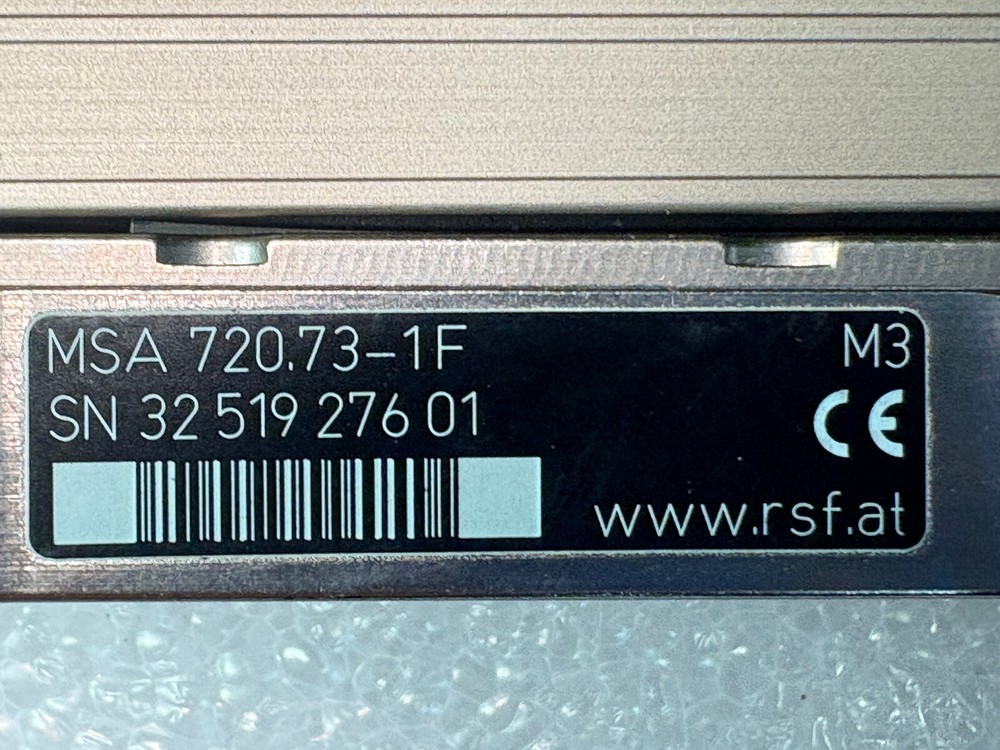 MSA 720.73-1F
SN 32 519 276 01
M3
CE
www.rsf.at